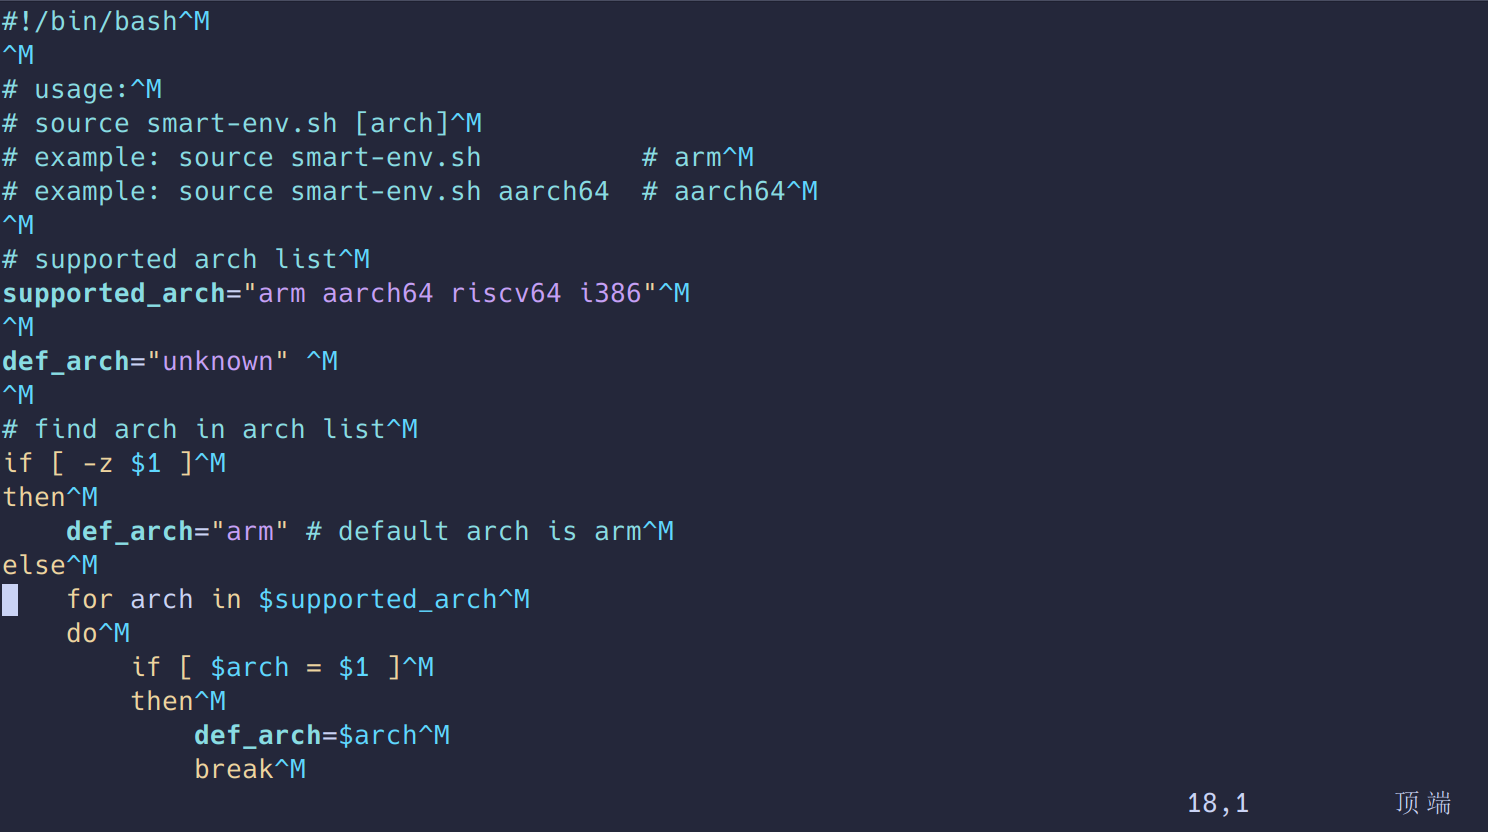 #!/bin/bash^M
^M
# usage:^M
# source smart-env.sh [arch]^M
# example: source smart-env.sh          # arm^M
# example: source smart-env.sh aarch64  # aarch64^M
^M
# supported arch list^M
supported_arch="arm aarch64 riscv64 i386"^M
^M
def_arch="unknown" ^M
^M
# find arch in arch list^M
if [ -z $1 ]^M
then^M
    def_arch="arm" # default arch is arm^M
else^M
    for arch in $supported_arch^M
    do^M
        if [ $arch = $1 ]^M
        then^M
            def_arch=$arch^M
            break^M
18,1 顶端